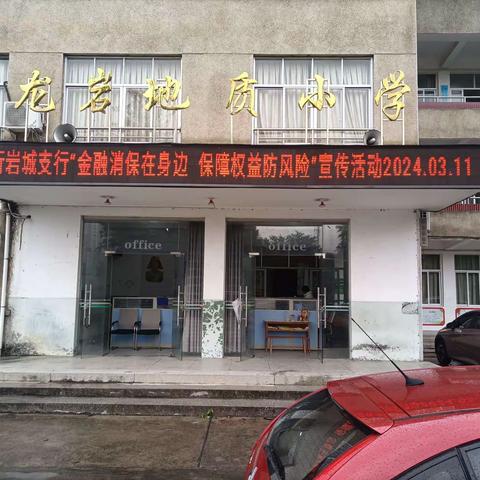 龙岩地质小学
行岩城支行“金融消保在身边 保障权益防风险”宣传活动2024.03.11
office
office